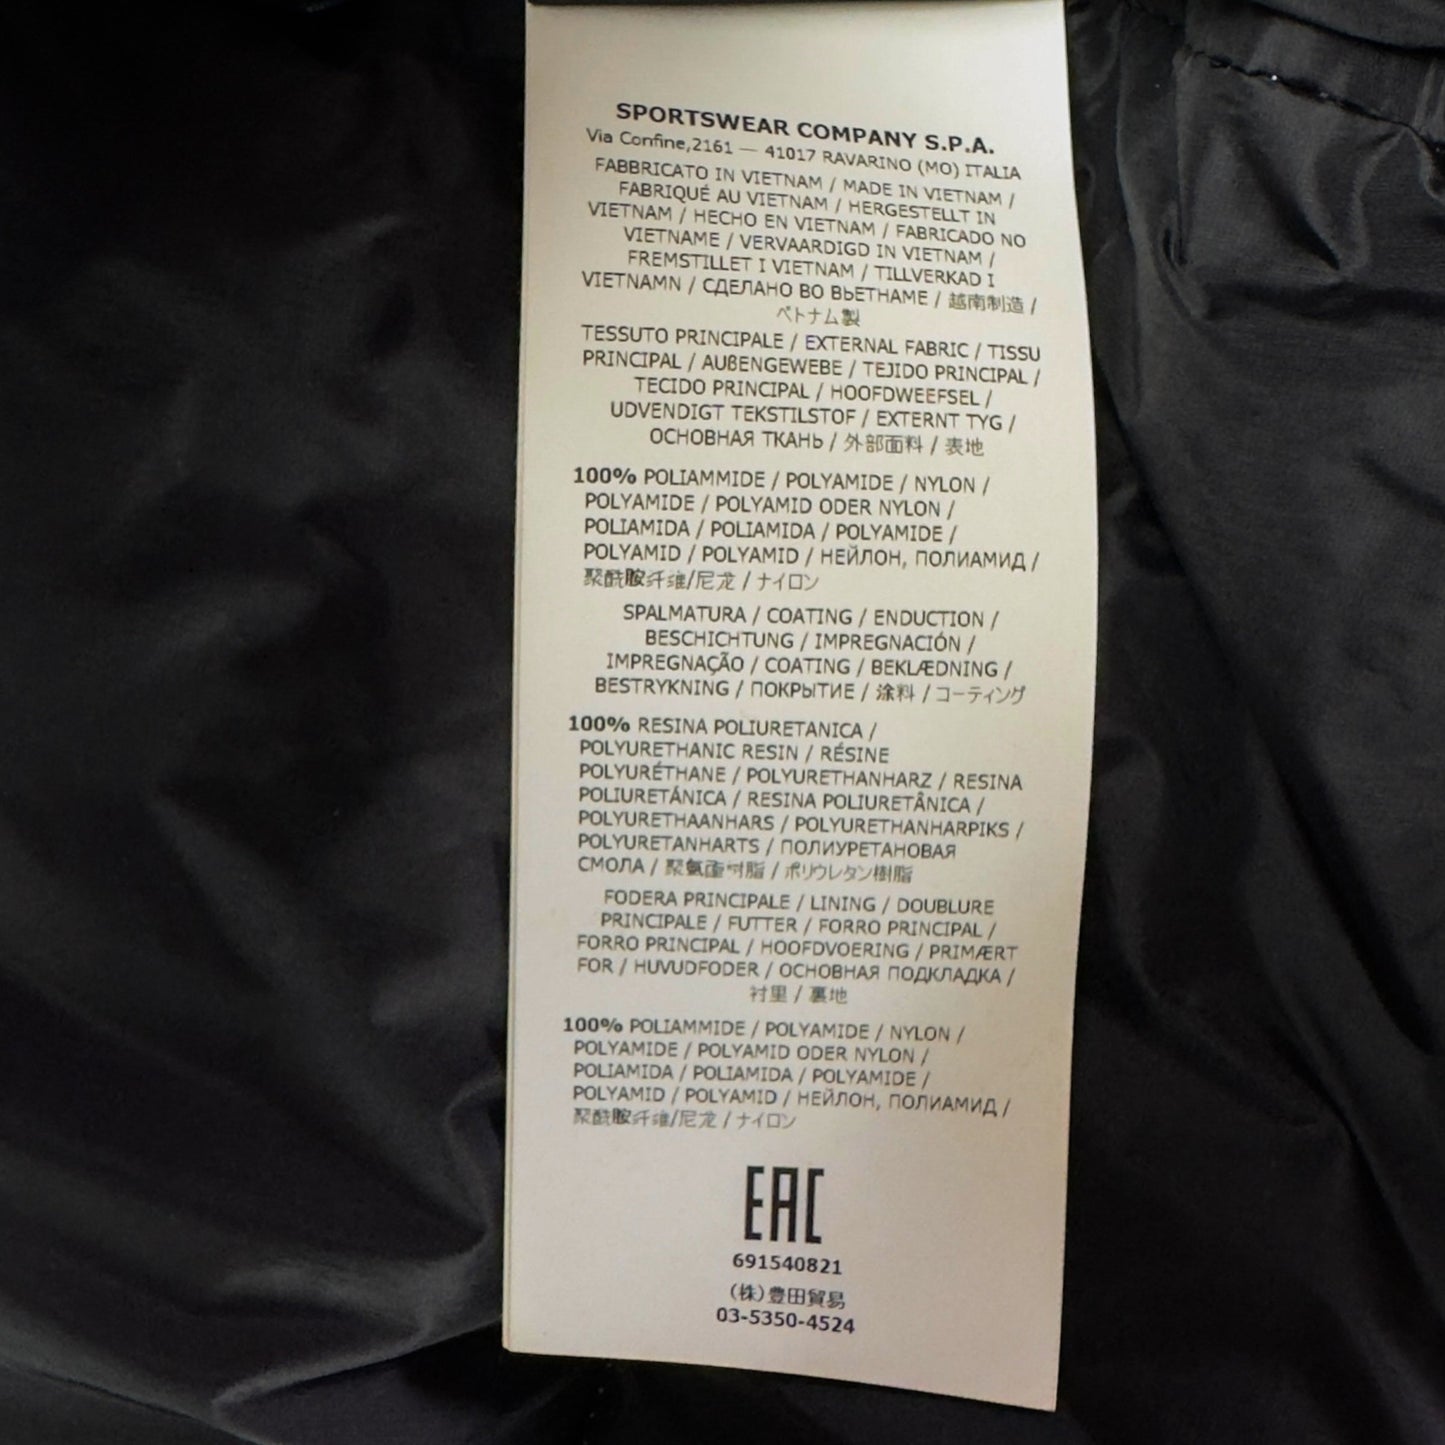 SPORTSWEAR COMPANY S.P.A.
Via Confine,2161 — 41017 RAVARINO (MO) ITALIA
FABBRICATO IN VIETNAM / MADE IN VIETNAM /
FABRIQUÉ AU VIETNAM / HERGESTELLT IN
VIETNAM / HECHO EN VIETNAM / FABRICADO NO
VIETNAME / VERVAARDIGD IN VIETNAM /
FREMSTILLET I VIETNAM / TILLVERKAD I
VIETNAMN / СДЕЛАНО ВО ВЬЕТНАМЕ / 越南制造 /
ベトナム製
TESSUTO PRINCIPALE / EXTERNAL FABRIC / TISSU
PRINCIPAL / AUßENGEWEBE / TEJIDO PRINCIPAL /
TECIDO PRINCIPAL / HOOFDWEEFSEL /
UDVENDIGT TEKSTILSTOF / EXTERNT TYG /
ОСНОВНАЯ ТКАНЬ / 外部面料 / 表地
100% POLIAMMIDE / POLYAMIDE / NYLON /
POLYAMIDE / POLYAMID ODER NYLON /
POLIAMIDA / POLIAMIDA / POLYAMIDE /
POLYAMID / POLYAMID / НЕЙЛОН, ПОЛИАМИД /
聚酰胺纤维/尼龙 / ナイロン
SPALMATURA / COATING / ENDUCTION /
BESCHICHTUNG / IMPREGNACIÓN /
IMPREGNAÇÃO / COATING / BEKLÆDNING /
BESTRYKNING / ПОКРЫТИЕ / 涂料 / コーティング
100% RESINA POLIURETANICA /
POLYURETHANIC RESIN / RÉSINE
POLYURÉTHANE / POLYURETHANHARZ / RESINA
POLIURETÁNICA / RESINA POLIURETÂNICA /
POLYURETHAANHARS / POLYURETHANHARPIKS /
POLYURETANHARTS / ПОЛИУРЕТАНОВАЯ
СМОЛА / 聚氨酯树脂 / ポリウレタン樹脂
FODERA PRINCIPALE / LINING / DOUBLURE
PRINCIPALE / FUTTER / FORRO PRINCIPAL /
FORRO PRINCIPAL / HOOFDVOERING / PRIMÆRT
FOR / HUVUDFODER / ОСНОВНАЯ ПОДКЛАДКА /
衬里 / 裏地
100% POLIAMMIDE / POLYAMIDE / NYLON /
POLYAMIDE / POLYAMID ODER NYLON /
POLIAMIDA / POLIAMIDA / POLYAMIDE /
POLYAMID / POLYAMID / НЕЙЛОН, ПОЛИАМИД /
聚酰胺纤维/尼龙 / ナイロン
EAC
691540821
(株)豊田貿易
03-5350-4524